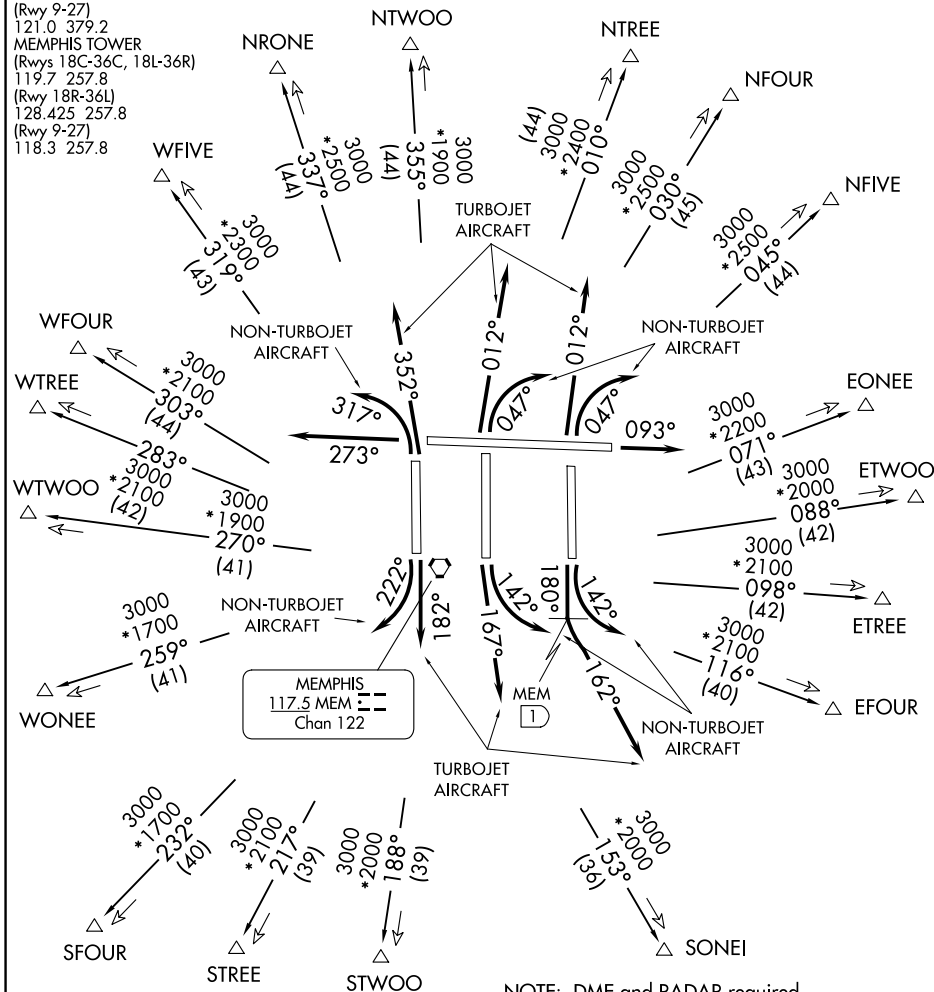 (Rwy 9-27)
121.0 379.2
MEMPHIS TOWER
(Rwys 18C-36C, 18L-36R)
119.7 257.8
(Rwy 18R-36L)
128.425 257.8
(Rwy 9-27)
118.3 257.8
NTWOO
3000
*1900
355°
(44)
NRONE
3000
*2500
337°
(44)
NTREE
(44)
3000
*2400
010°
NFOUR
3000
*2500
030°
(45)
WFIVE
3000
*2300
319°
(43)
NFIVE
3000
*2500
045°
(44)
TURBOJET
AIRCRAFT
WFOUR
3000
*2100
303°
(44)
NON-TURBOJET
AIRCRAFT
NON-TURBOJET
AIRCRAFT
352°
012°
012°
317°
047°
047°
273°
093°
WTREE
283°
3000
*2100
(42)
EONEE
3000
*2200
071°
(43)
WTWOO
3000
*1900
270°
(41)
ETWOO
3000
*2000
088°
(42)
3000
*2100
098°
(42)
ETREE
222°
182°
167°
142°
180°
142°
162°
NON-TURBOJET
AIRCRAFT
WONEE
3000
*1700
259°
(41)
3000
*2100
116°
(40)
EFOUR
MEMPHIS
117.5 MEM
Chan 122
MEM
1
NON-TURBOJET
AIRCRAFT
TURBOJET
AIRCRAFT
3000
*1700
232°
(40)
SFOUR
3000
*2100
217°
(39)
STREE
3000
*2000
188°
(39)
STWOO
3000
*2000
153°
(36)
SONEI
NOTE: DME and RADAR required